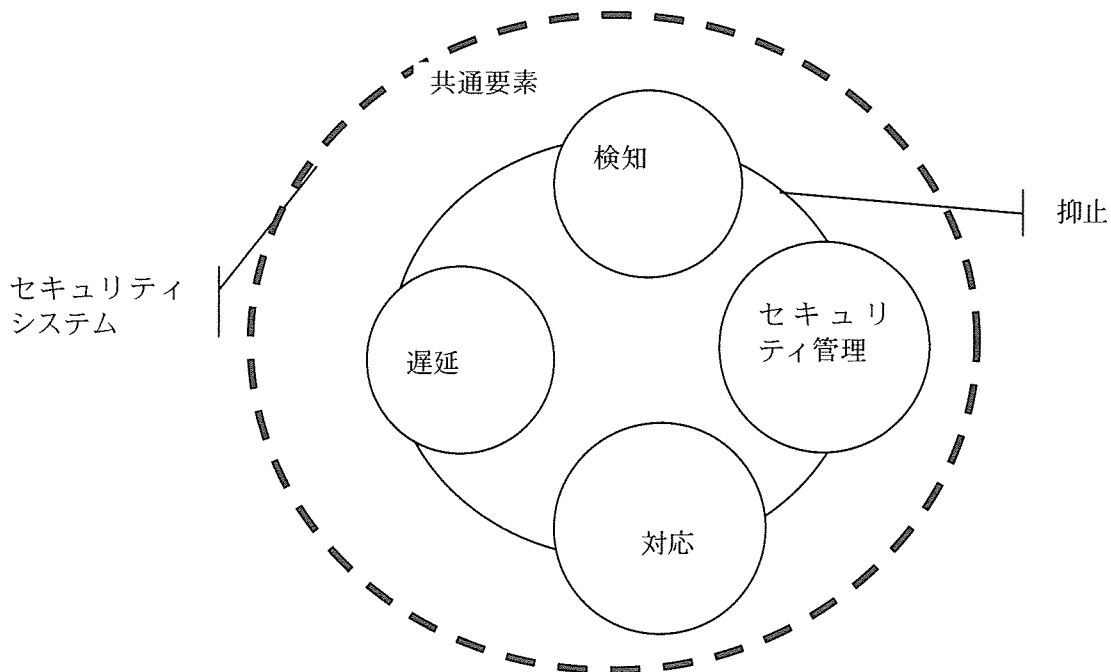 共通要素
検知
抑止
セキュリティ
システム
セキュリ
ティ管理
遅延
対応